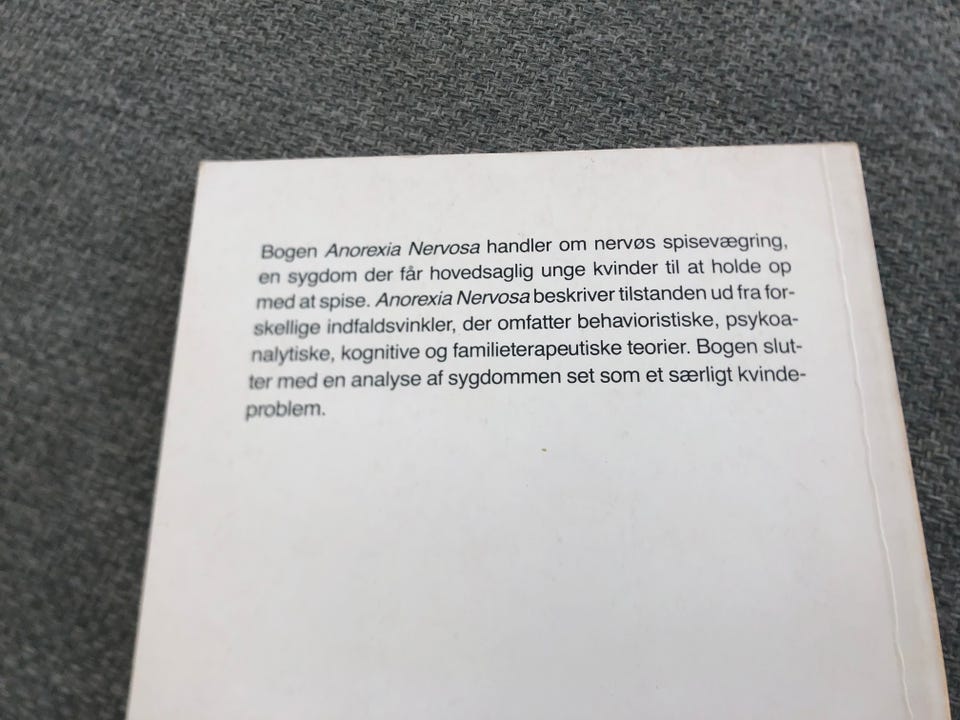 Bogen Anorexia Nervosa handler om nervøs spisevægring,
en sygdom der får hovedsaglig unge kvinder til at holde op
med at spise. Anorexia Nervosa beskriver tilstanden ud fra for-
skellige indfaldsvinkler, der omfatter behavioristiske, psykoa-
nalytiske, kognitive og familieterapeutiske teorier. Bogen slut-
ter med en analyse af sygdommen set som et særligt kvinde-
problem.